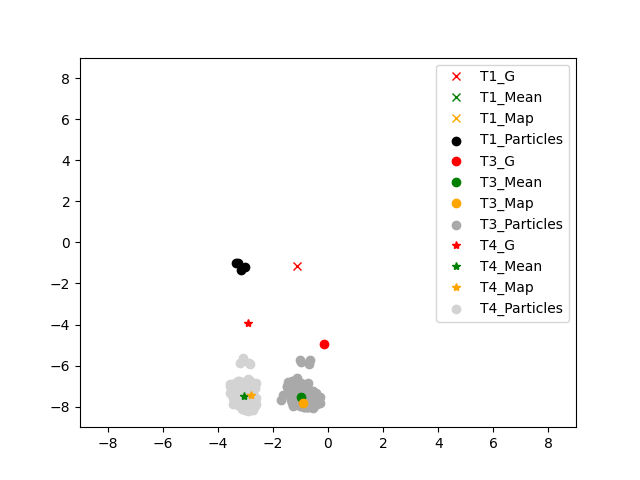 8
6
4
2
0
−2
−4
−6
−8
−8
−6
−4
−2
0
2
4
6
8
T1_G
T1_Mean
T1_Map
T1_Particles
T3_G
T3_Mean
T3_Map
T3_Particles
T4_G
T4_Mean
T4_Map
T4_Particles